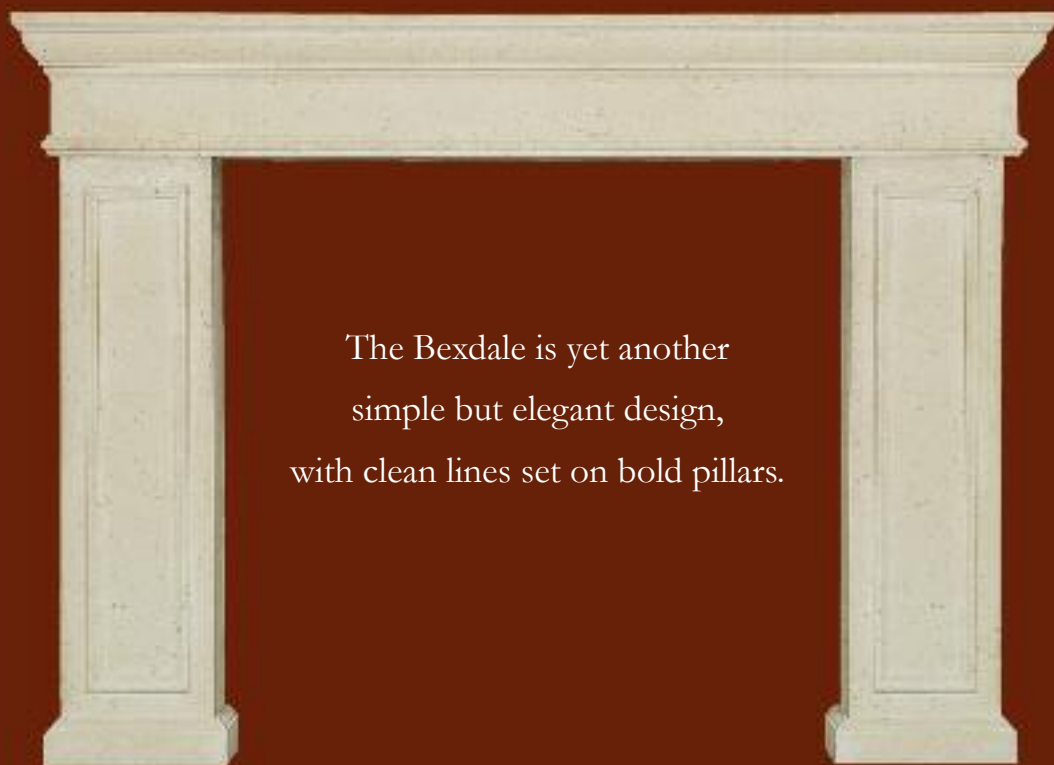 The Bexdale is yet another
simple but elegant design,
with clean lines set on bold pillars.